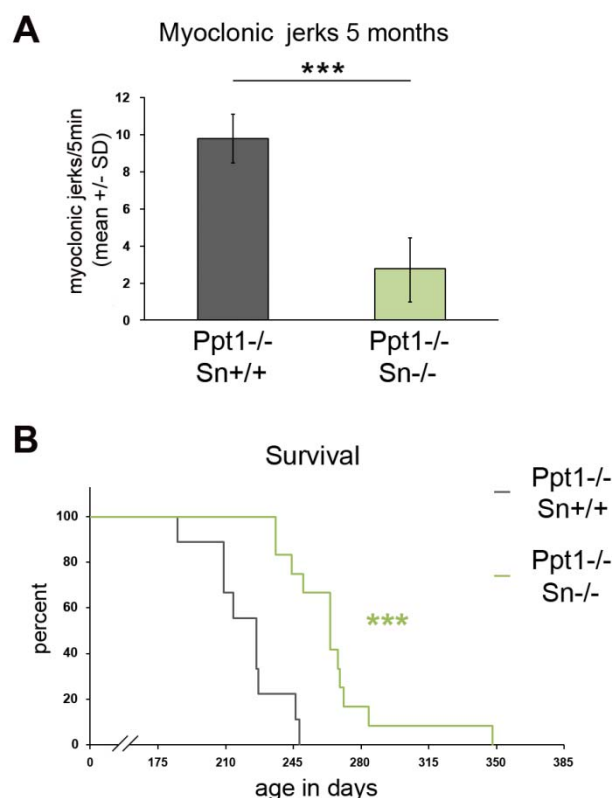 A
Myoclonic jerks 5 months
***
myoclonic jerks/5min
(mean +/- SD)
12
10
8
6
4
2
0
Ppt1-/-
Sn+/+
Ppt1-/-
Sn-/-
B
Survival
Ppt1-/-
Sn+/+
Ppt1-/-
Sn-/-
***
percent
100
80
60
40
20
0
0 175 210 245 280 315 350 385
age in days